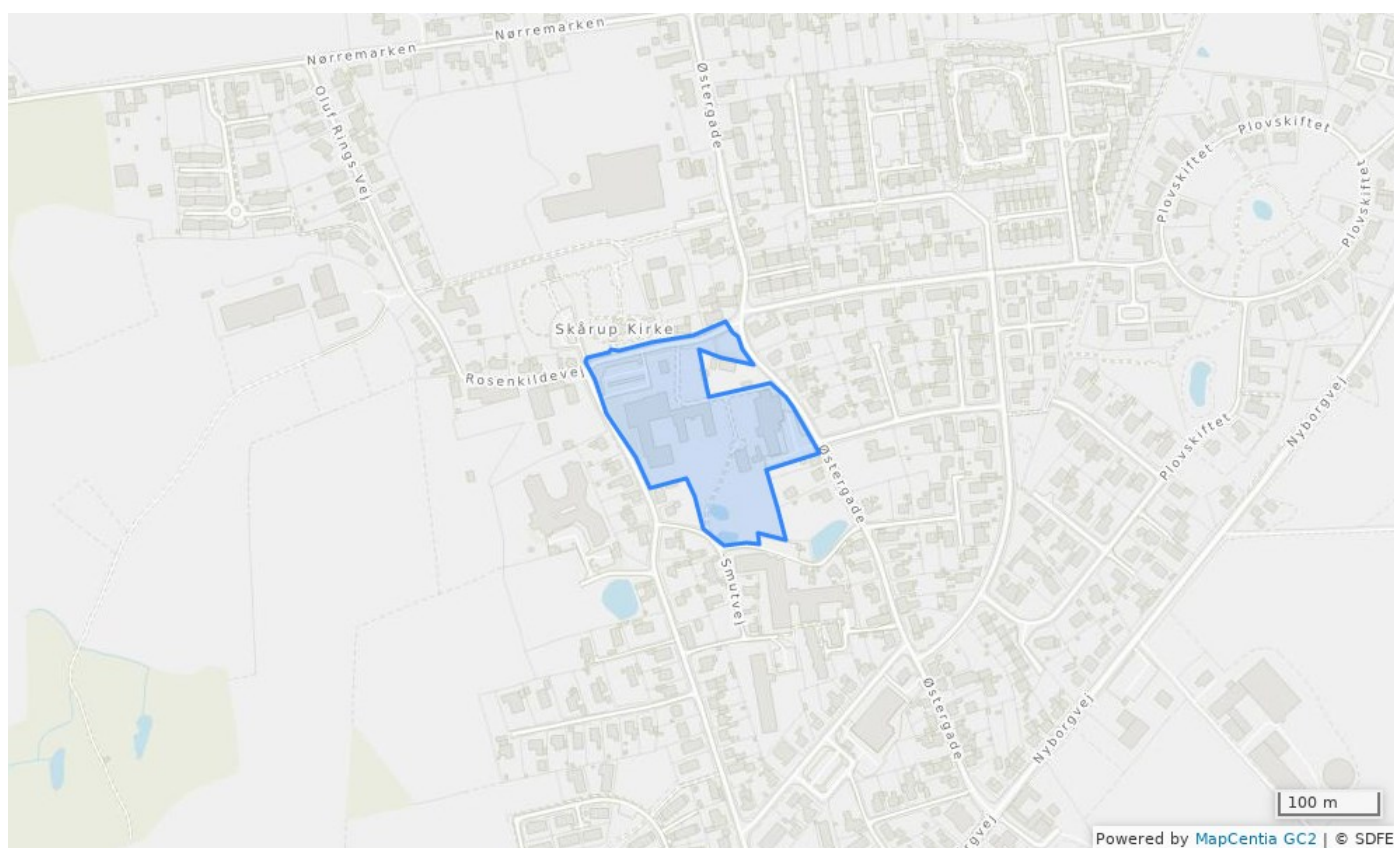 Nørremarken
Nørremarken
Østergade
Oluf Rings Vej
Plovskiftet
Plovskiftet
Plovskiftet
Skårup Kirke
Rosenkildevej
Plovskiftet
Nyborgvej
Østergade
Smutvej
Østergade
Nyborgvej
gvej
100 m
Powered by MapCentia GC2 | © SDFE